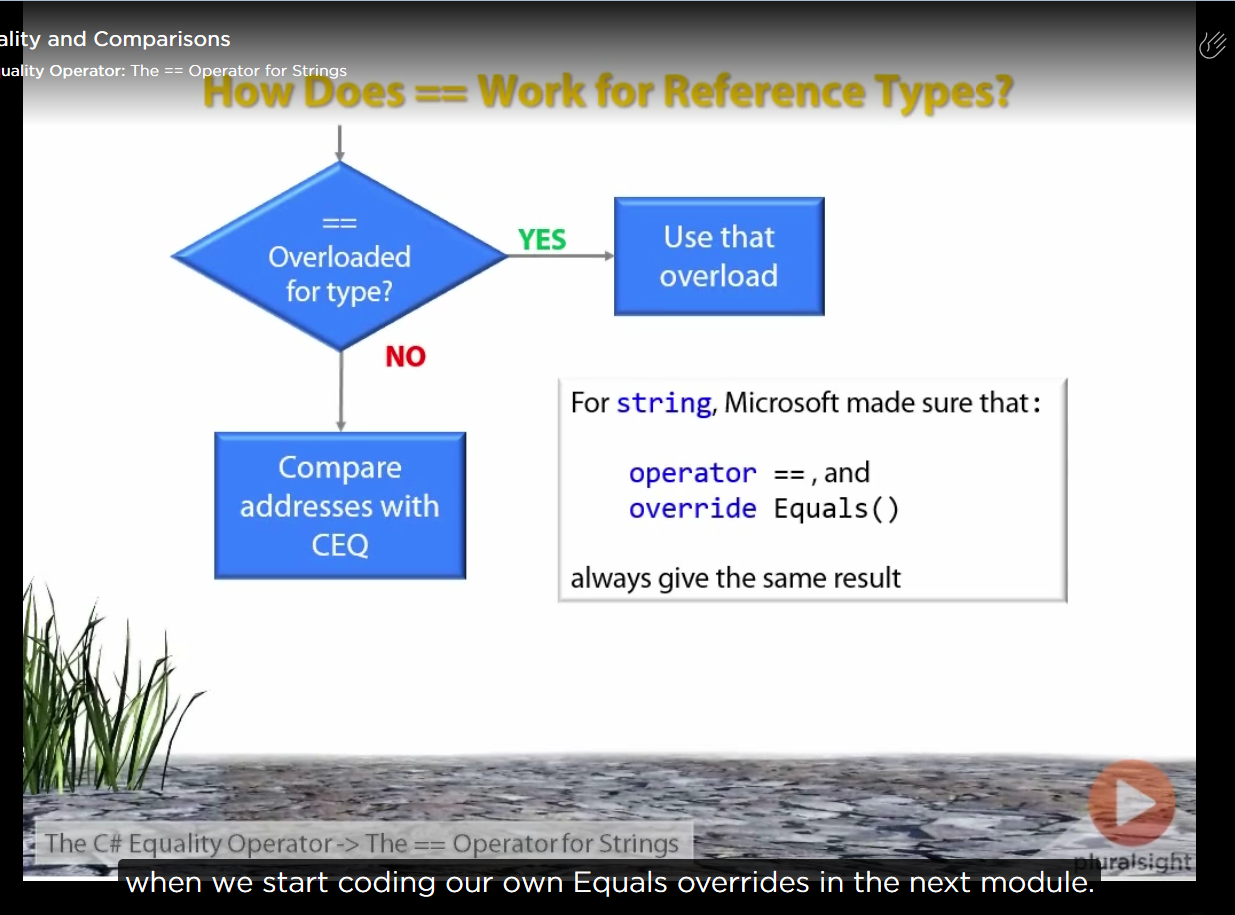 ality and Comparisons
uality Operator: The == Operator for Strings
How Does == Work for Reference Types?
==
Overloaded
for type?
YES
Use that
overload
NO
Compare
addresses with
CEQ
For string, Microsoft made sure that:
operator ==, and
override Equals()
always give the same result
The C# Equality Operator -> The == Operator for Strings
pluralsight
when we start coding our own Equals overrides in the next module.